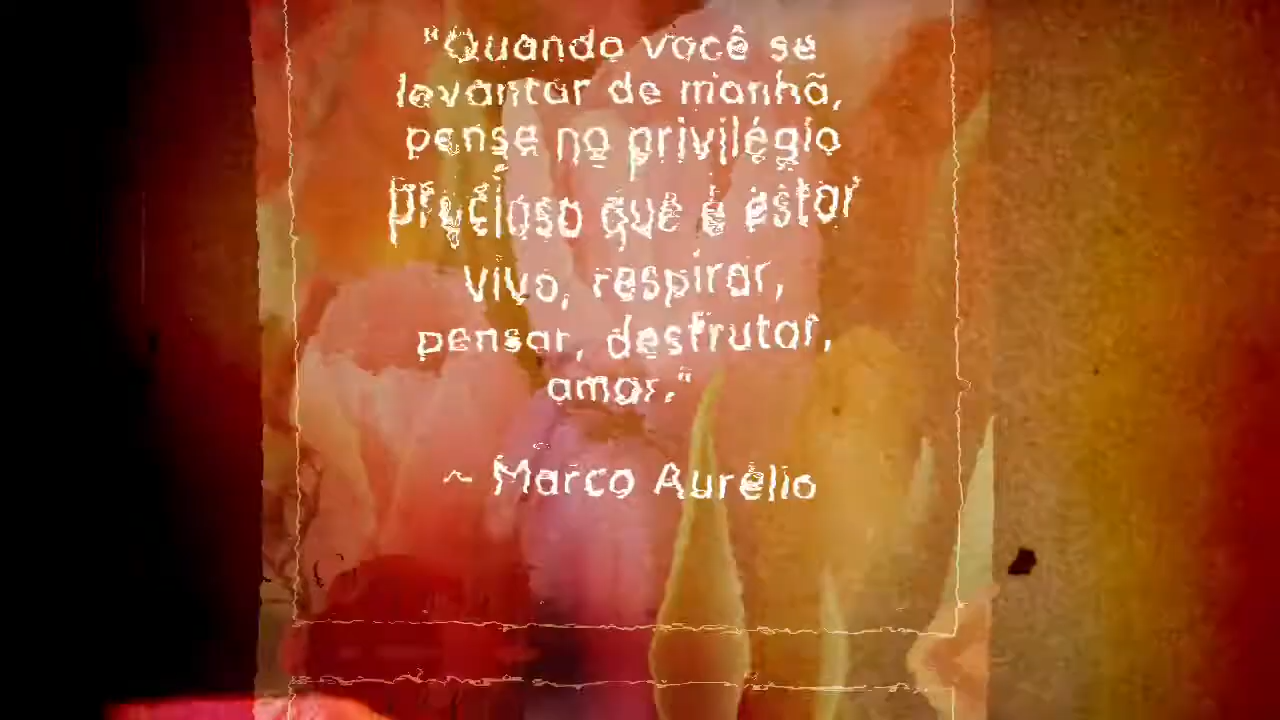 "Quando você se
levantar de manhã,
pense no privilégio
precioso que é estar
vivo, respirar,
pensar, desfrutar,
amar."
~ Marco Aurélio